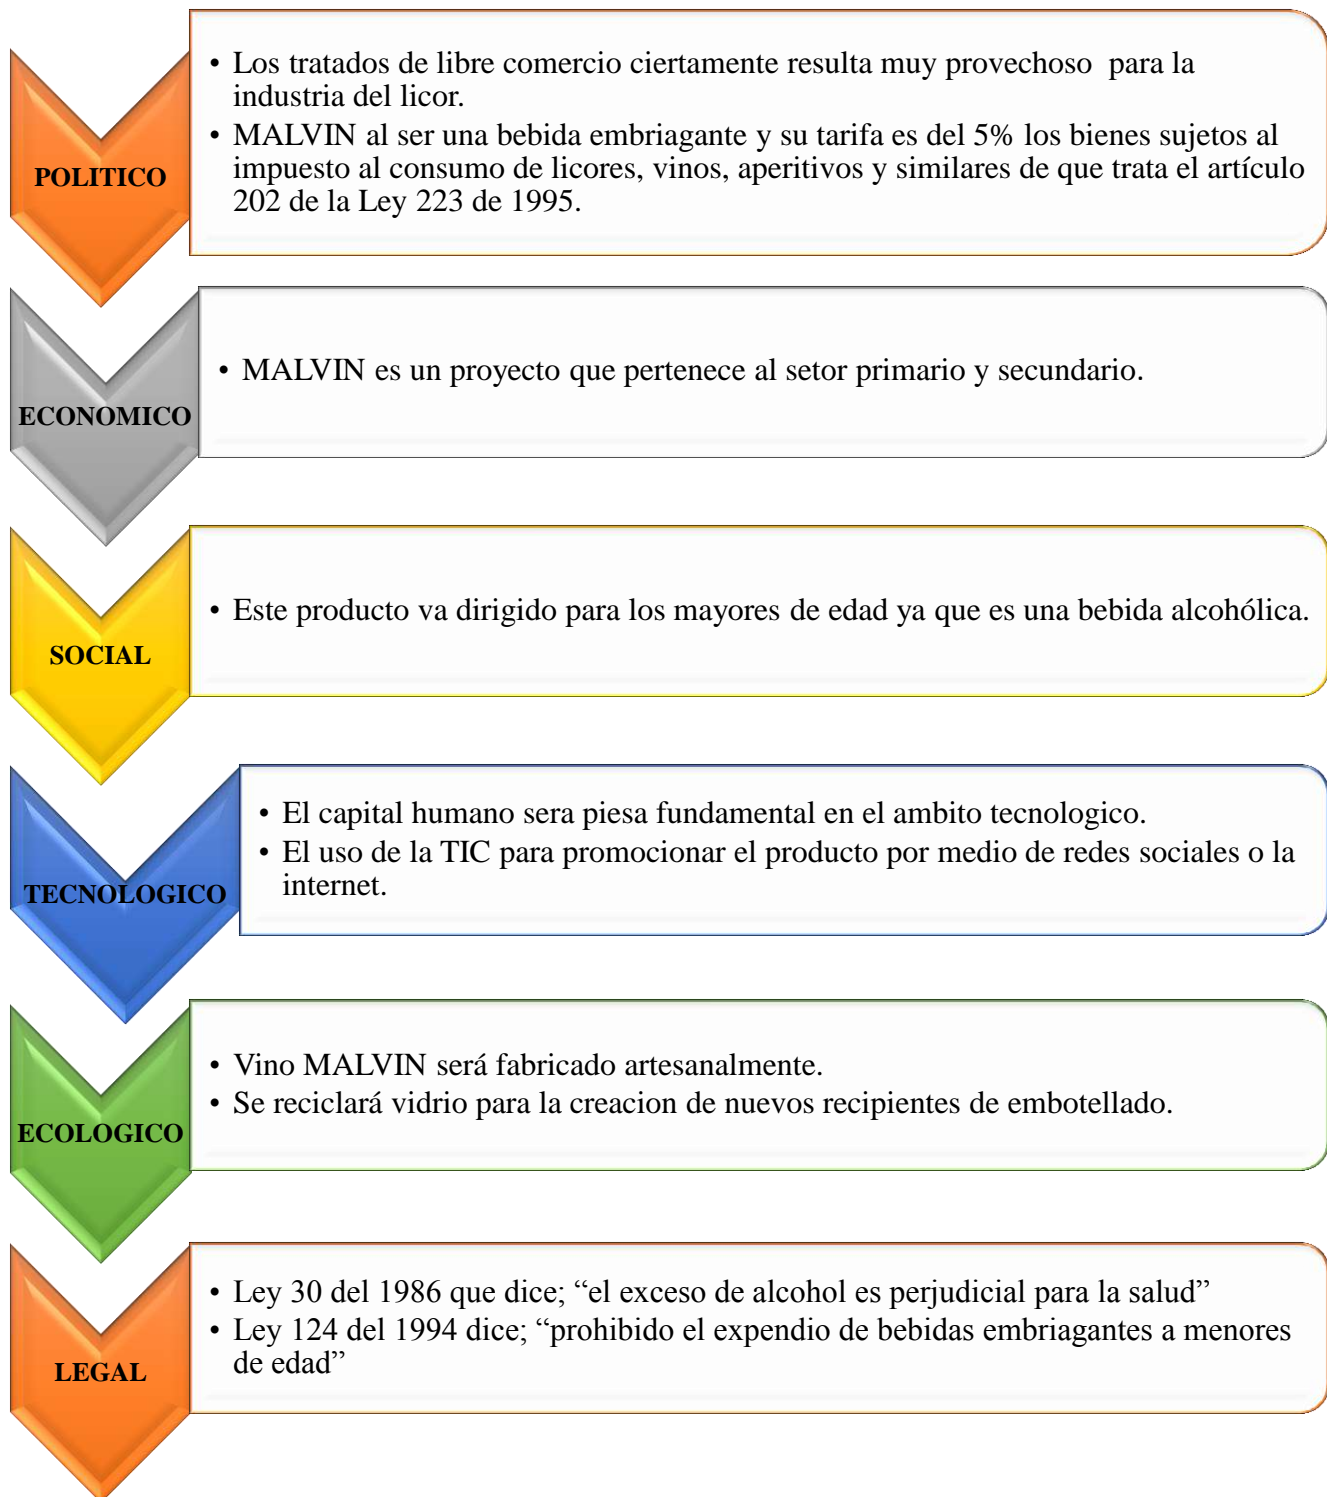 POLITICO
• Los tratados de libre comercio ciertamente resulta muy provechoso para la
industria del licor.
• MALVIN al ser una bebida embriagante y su tarifa es del 5% los bienes sujetos al
impuesto al consumo de licores, vinos, aperitivos y similares de que trata el artículo
202 de la Ley 223 de 1995.
ECONOMICO
• MALVIN es un proyecto que pertenece al setor primario y secundario.
SOCIAL
• Este producto va dirigido para los mayores de edad ya que es una bebida alcohólica.
TECNOLOGICO
• El capital humano sera piesa fundamental en el ambito tecnologico.
• El uso de la TIC para promocionar el producto por medio de redes sociales o la
internet.
ECOLOGICO
• Vino MALVIN será fabricado artesanalmente.
• Se reciclará vidrio para la creacion de nuevos recipientes de embotellado.
LEGAL
• Ley 30 del 1986 que dice; “el exceso de alcohol es perjudicial para la salud”
• Ley 124 del 1994 dice; “prohibido el expendio de bebidas embriagantes a menores
de edad”